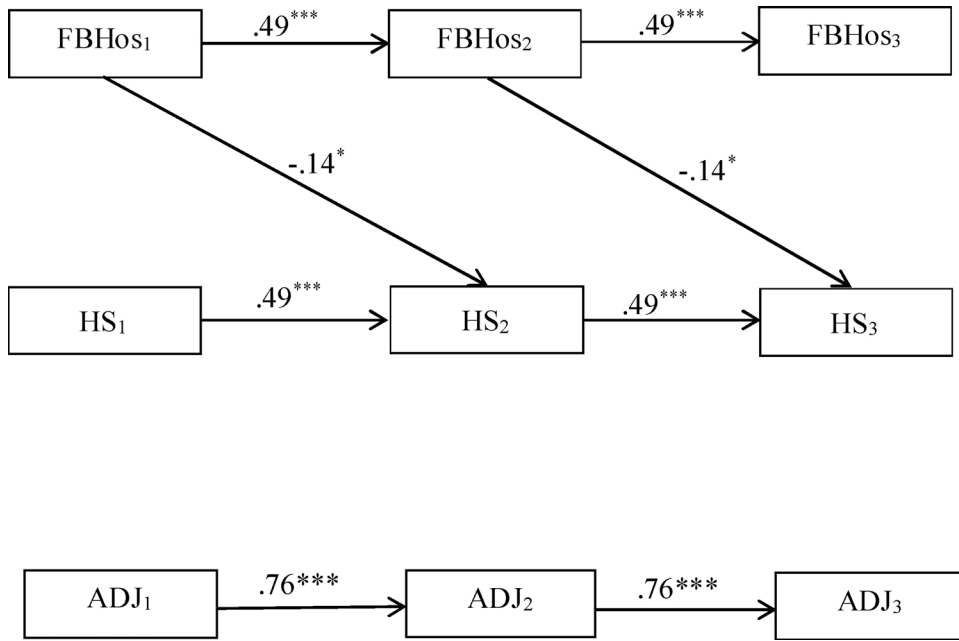 FBHos₁ .49*** FBHos₂ .49*** FBHos₃
-.14* -.14*
HS₁ .49*** HS₂ .49*** HS₃
ADJ₁ .76*** ADJ₂ .76*** ADJ₃